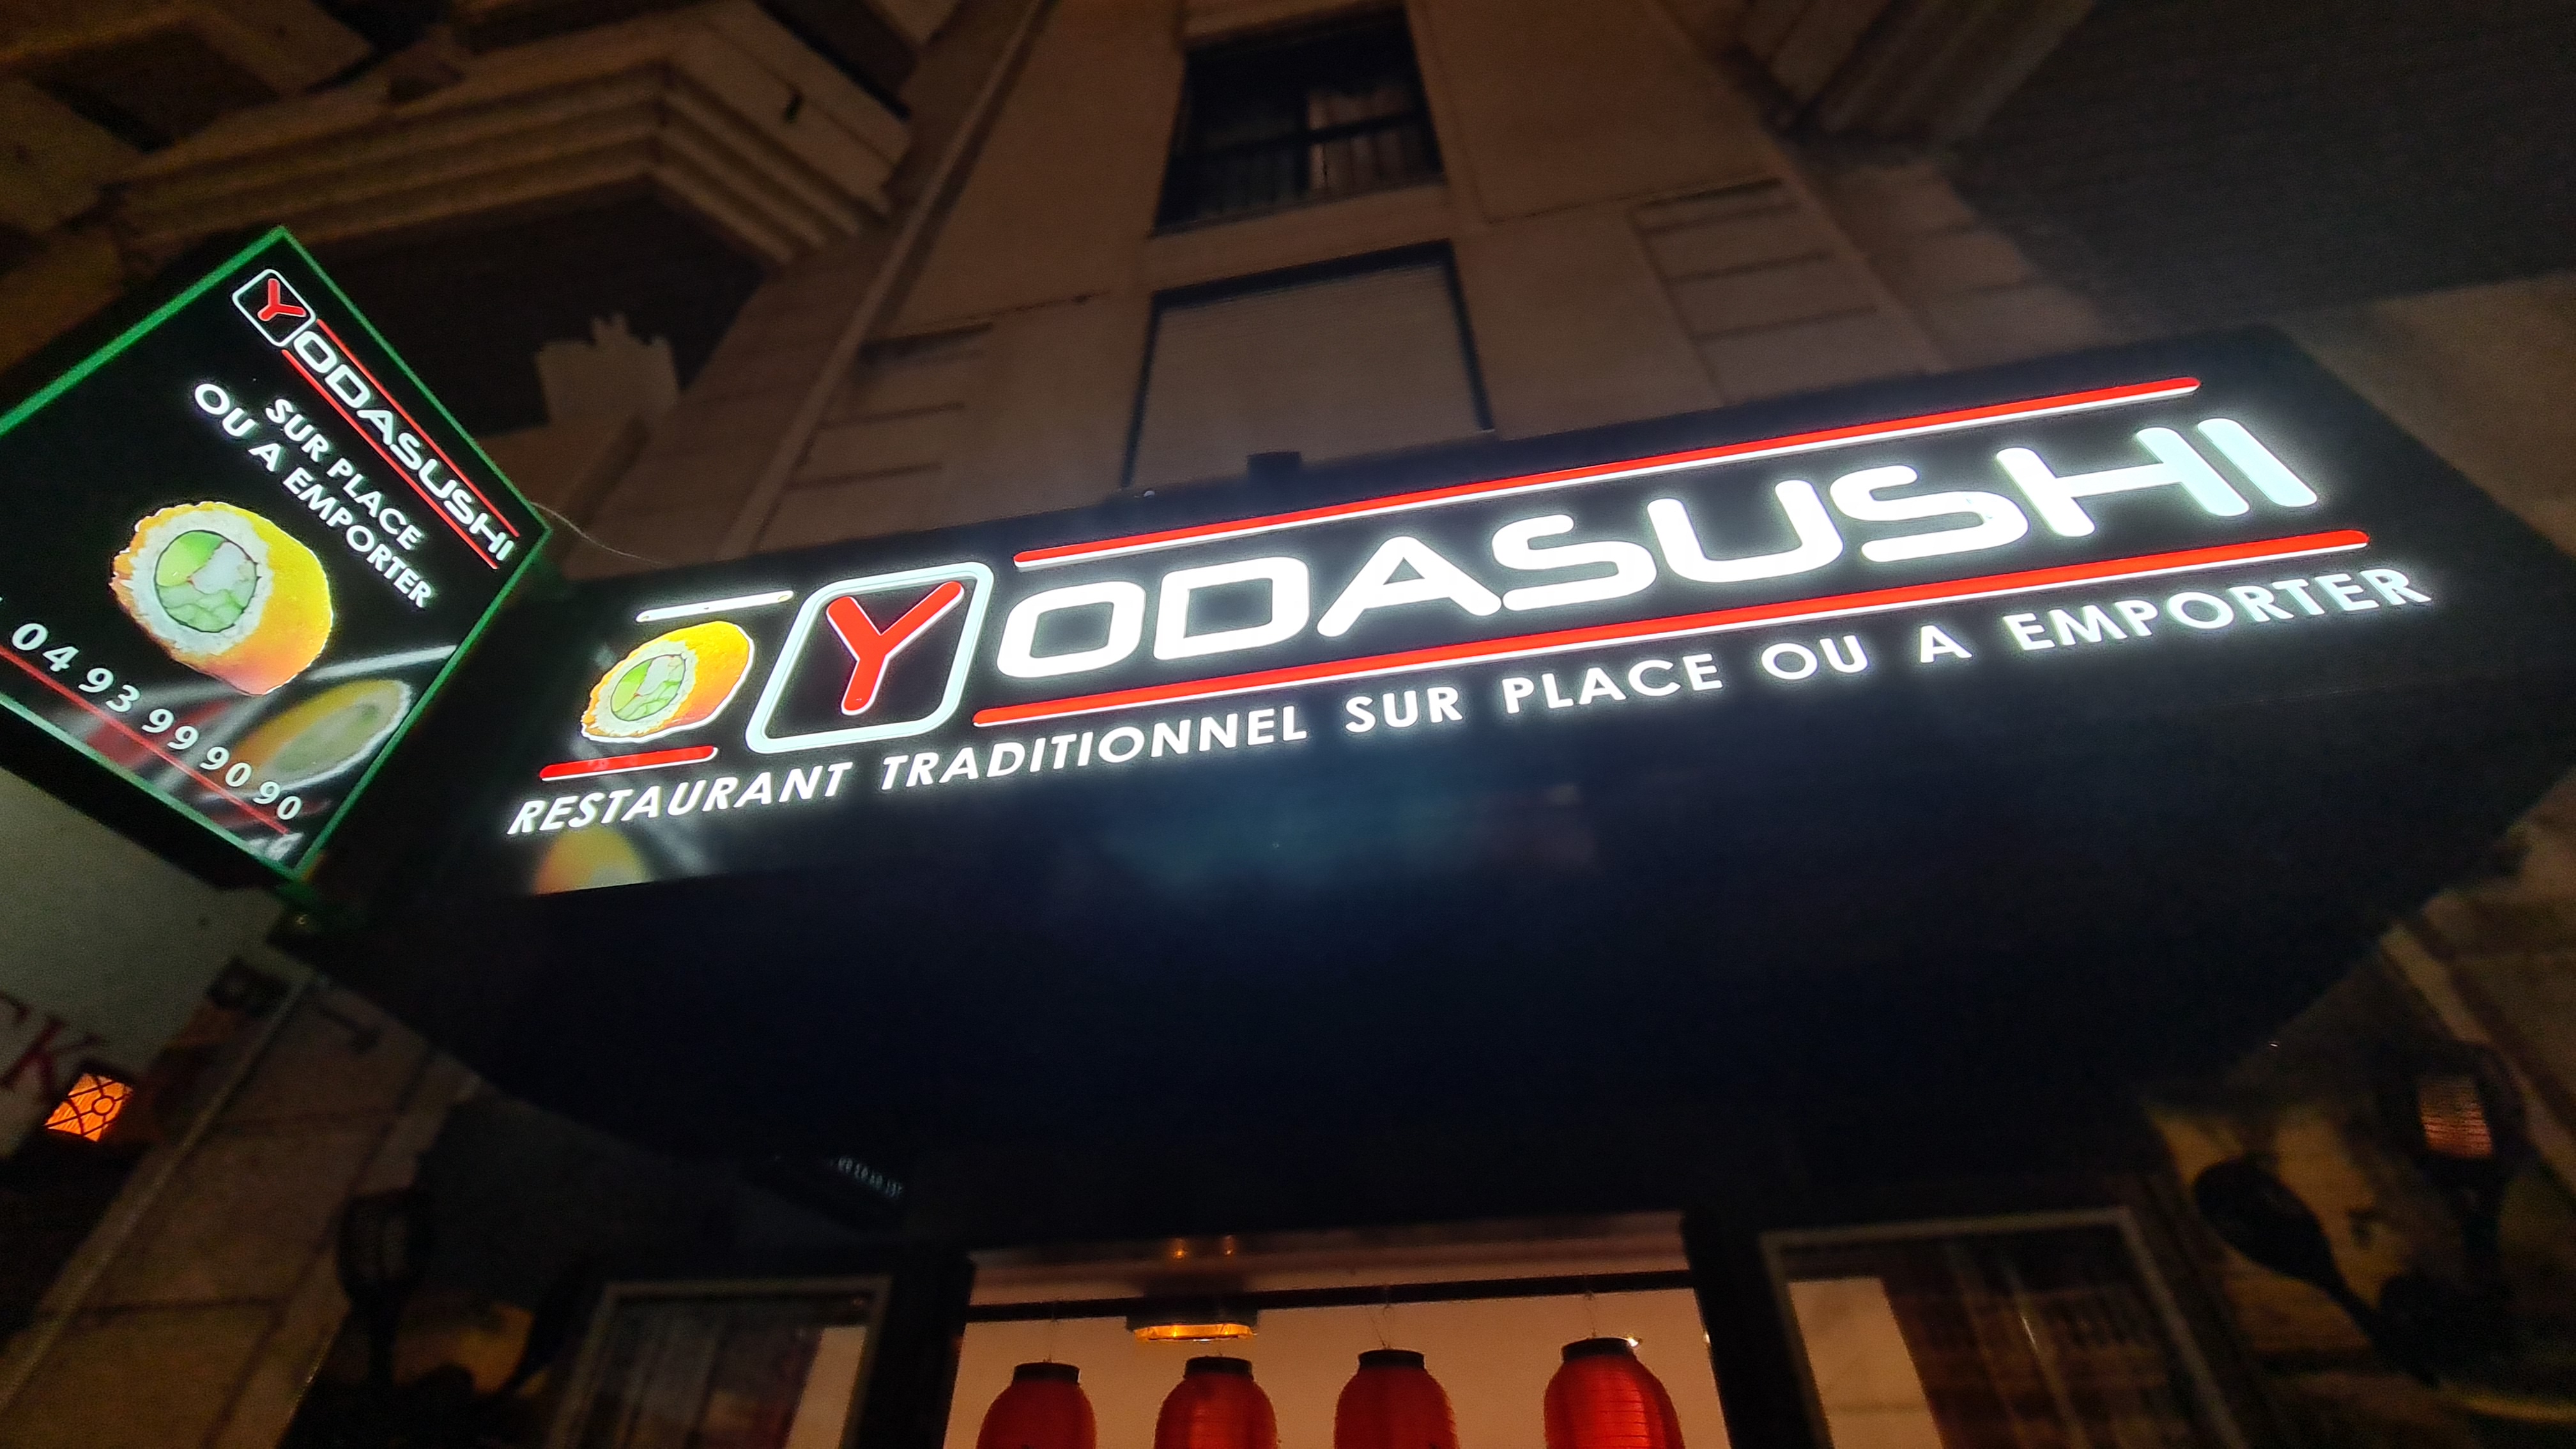 YODASUSHI
SUR PLACE
OU A EMPORTER
04 93 99 90 90
YODASUSHI
RESTAURANT TRADITIONNEL SUR PLACE OU A EMPORTER